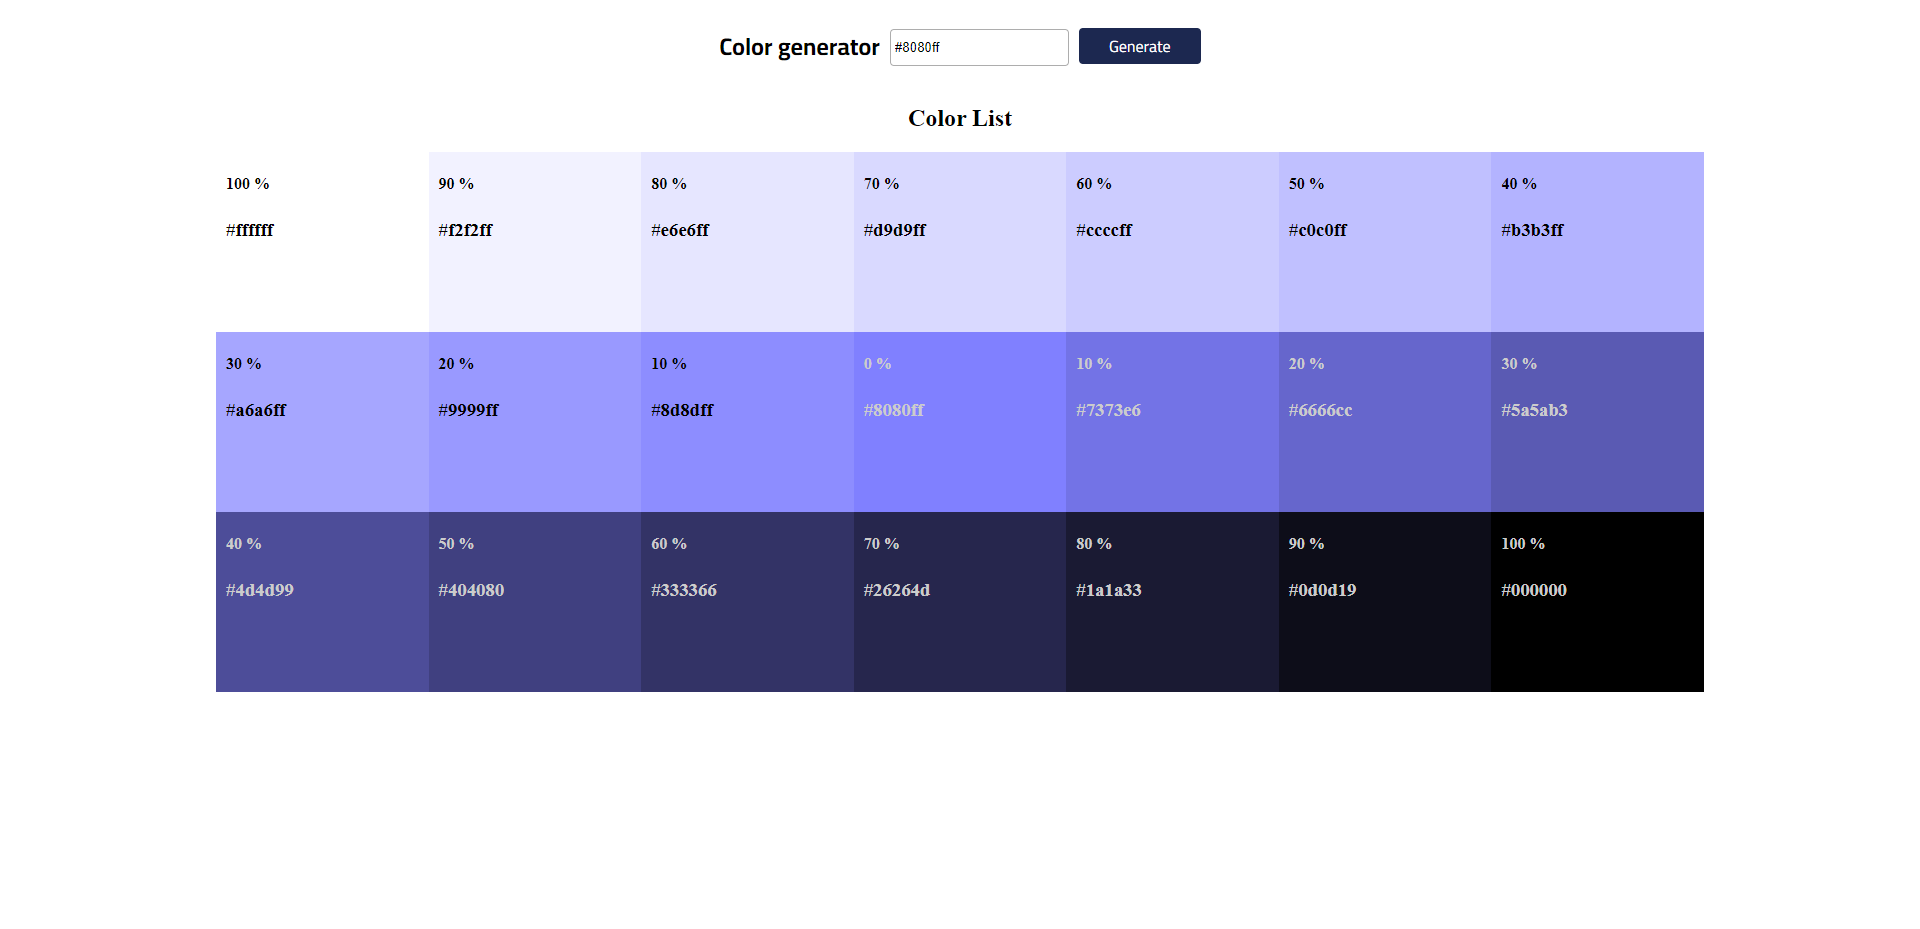 Color generator #8080ff Generate
Color List
100 % 90 % 80 % 70 % 60 % 50 % 40 %
#ffffff #f2f2ff #e6e6ff #d9d9ff #ccccff #c0c0ff #b3b3ff
30 % 20 % 10 % 0 % 10 % 20 % 30 %
#a6a6ff #9999ff #8d8dff #8080ff #7373e6 #6666cc #5a5ab3
40 % 50 % 60 % 70 % 80 % 90 % 100 %
#4d4d99 #404080 #333366 #26264d #1a1a33 #0d0d19 #000000